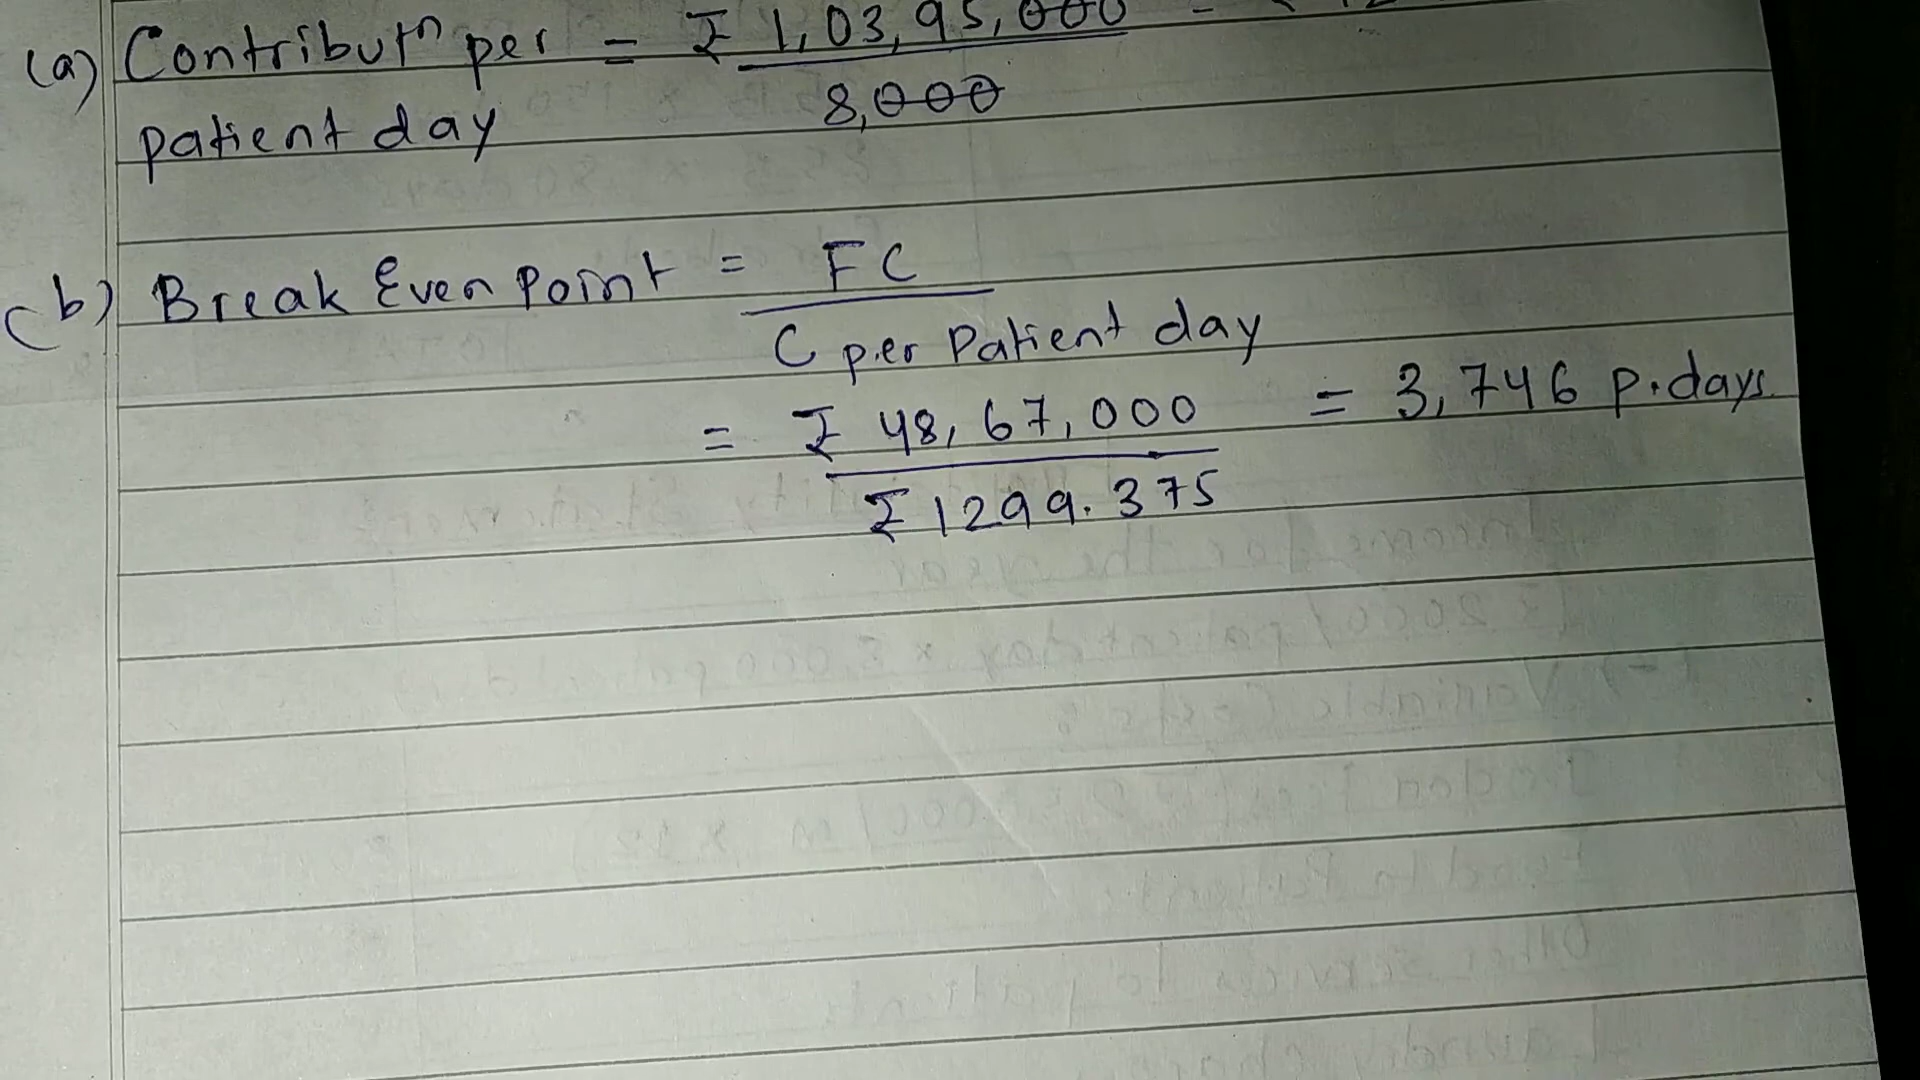 (a) Contributn per = ₹ 1,03,95,000
patient day 8,000
(b) Break Even Point = FC
C per Patient day
= ₹ 48,67,000 = 3,746 p.days.
₹ 1299.375